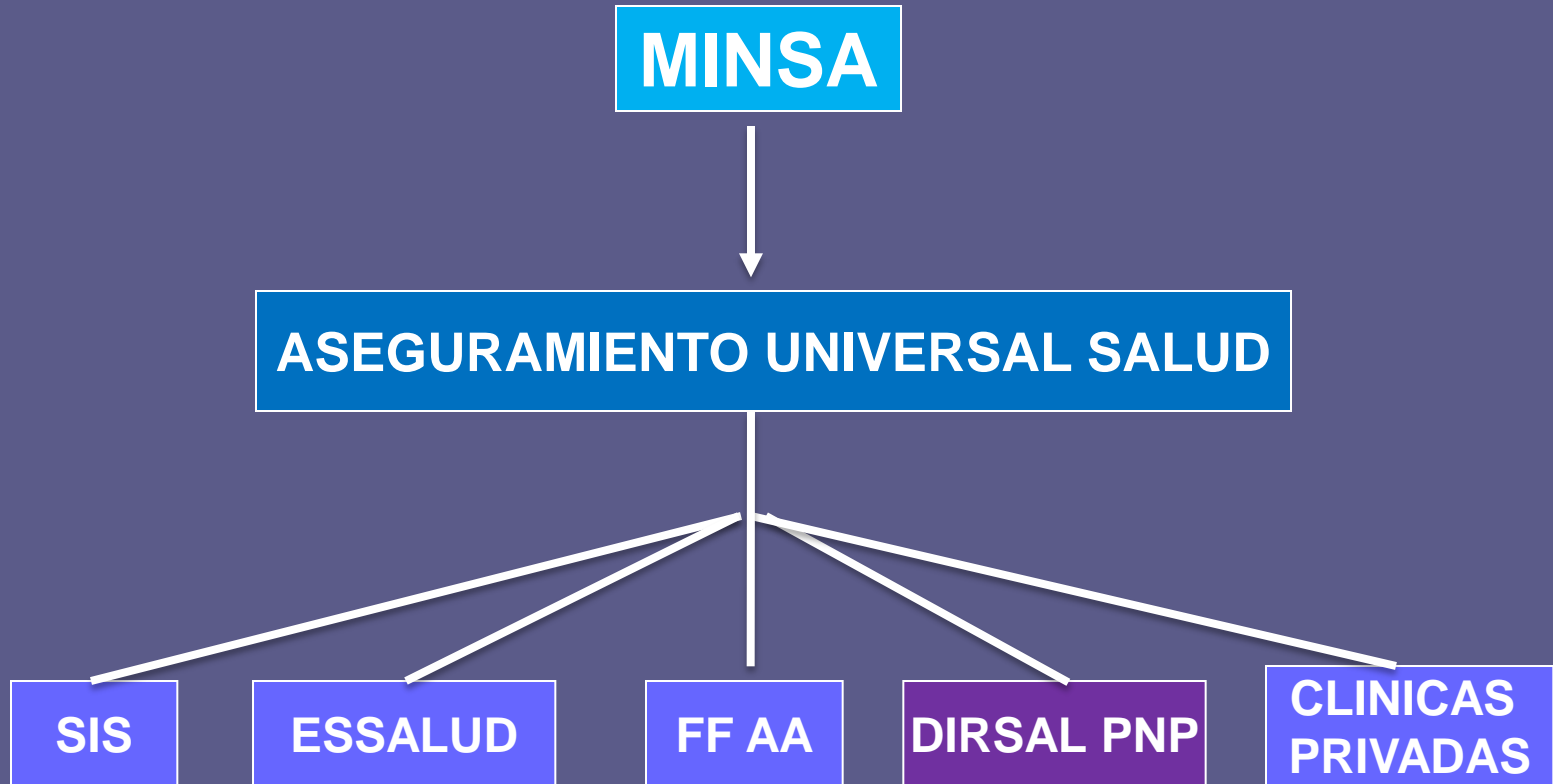 MINSA
ASEGURAMIENTO UNIVERSAL SALUD
SIS
ESSALUD
FF AA
DIRSAL PNP
CLINICAS
PRIVADAS